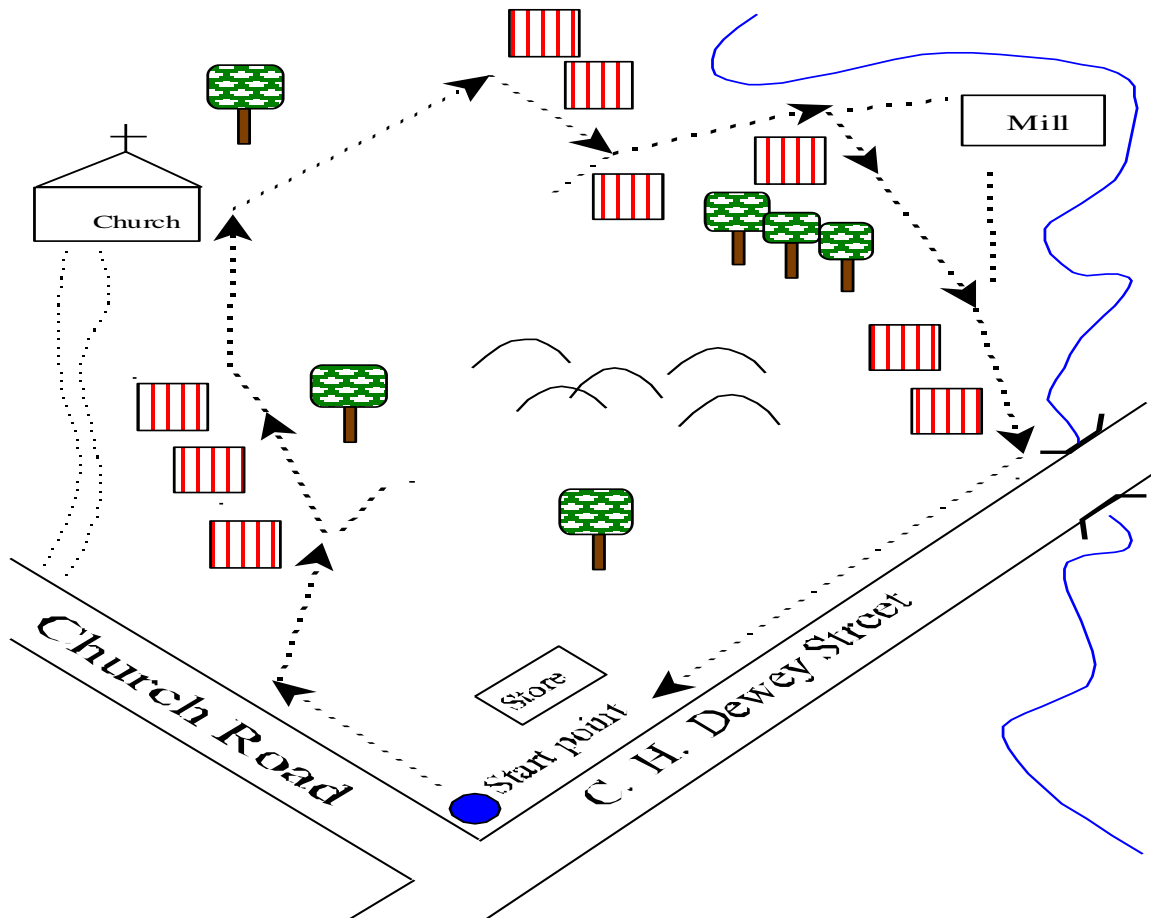 Mill
Church
Church Road
Store
Start point
C. H. Dewey Street